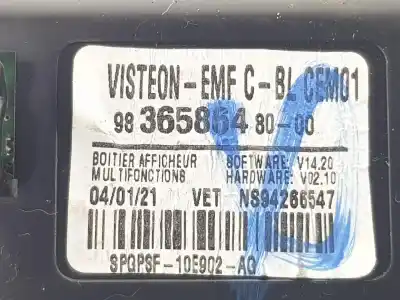 VISTEON-EMF C-BL CEM01
98 365864 80-00
BOITIER AFFICHEUR SOFTWARE: V14.20
MULTIFONCTIONS HARDWARE: V02.10
04/01/21 VET NS94266547
SPQPSF-10E902-AQ